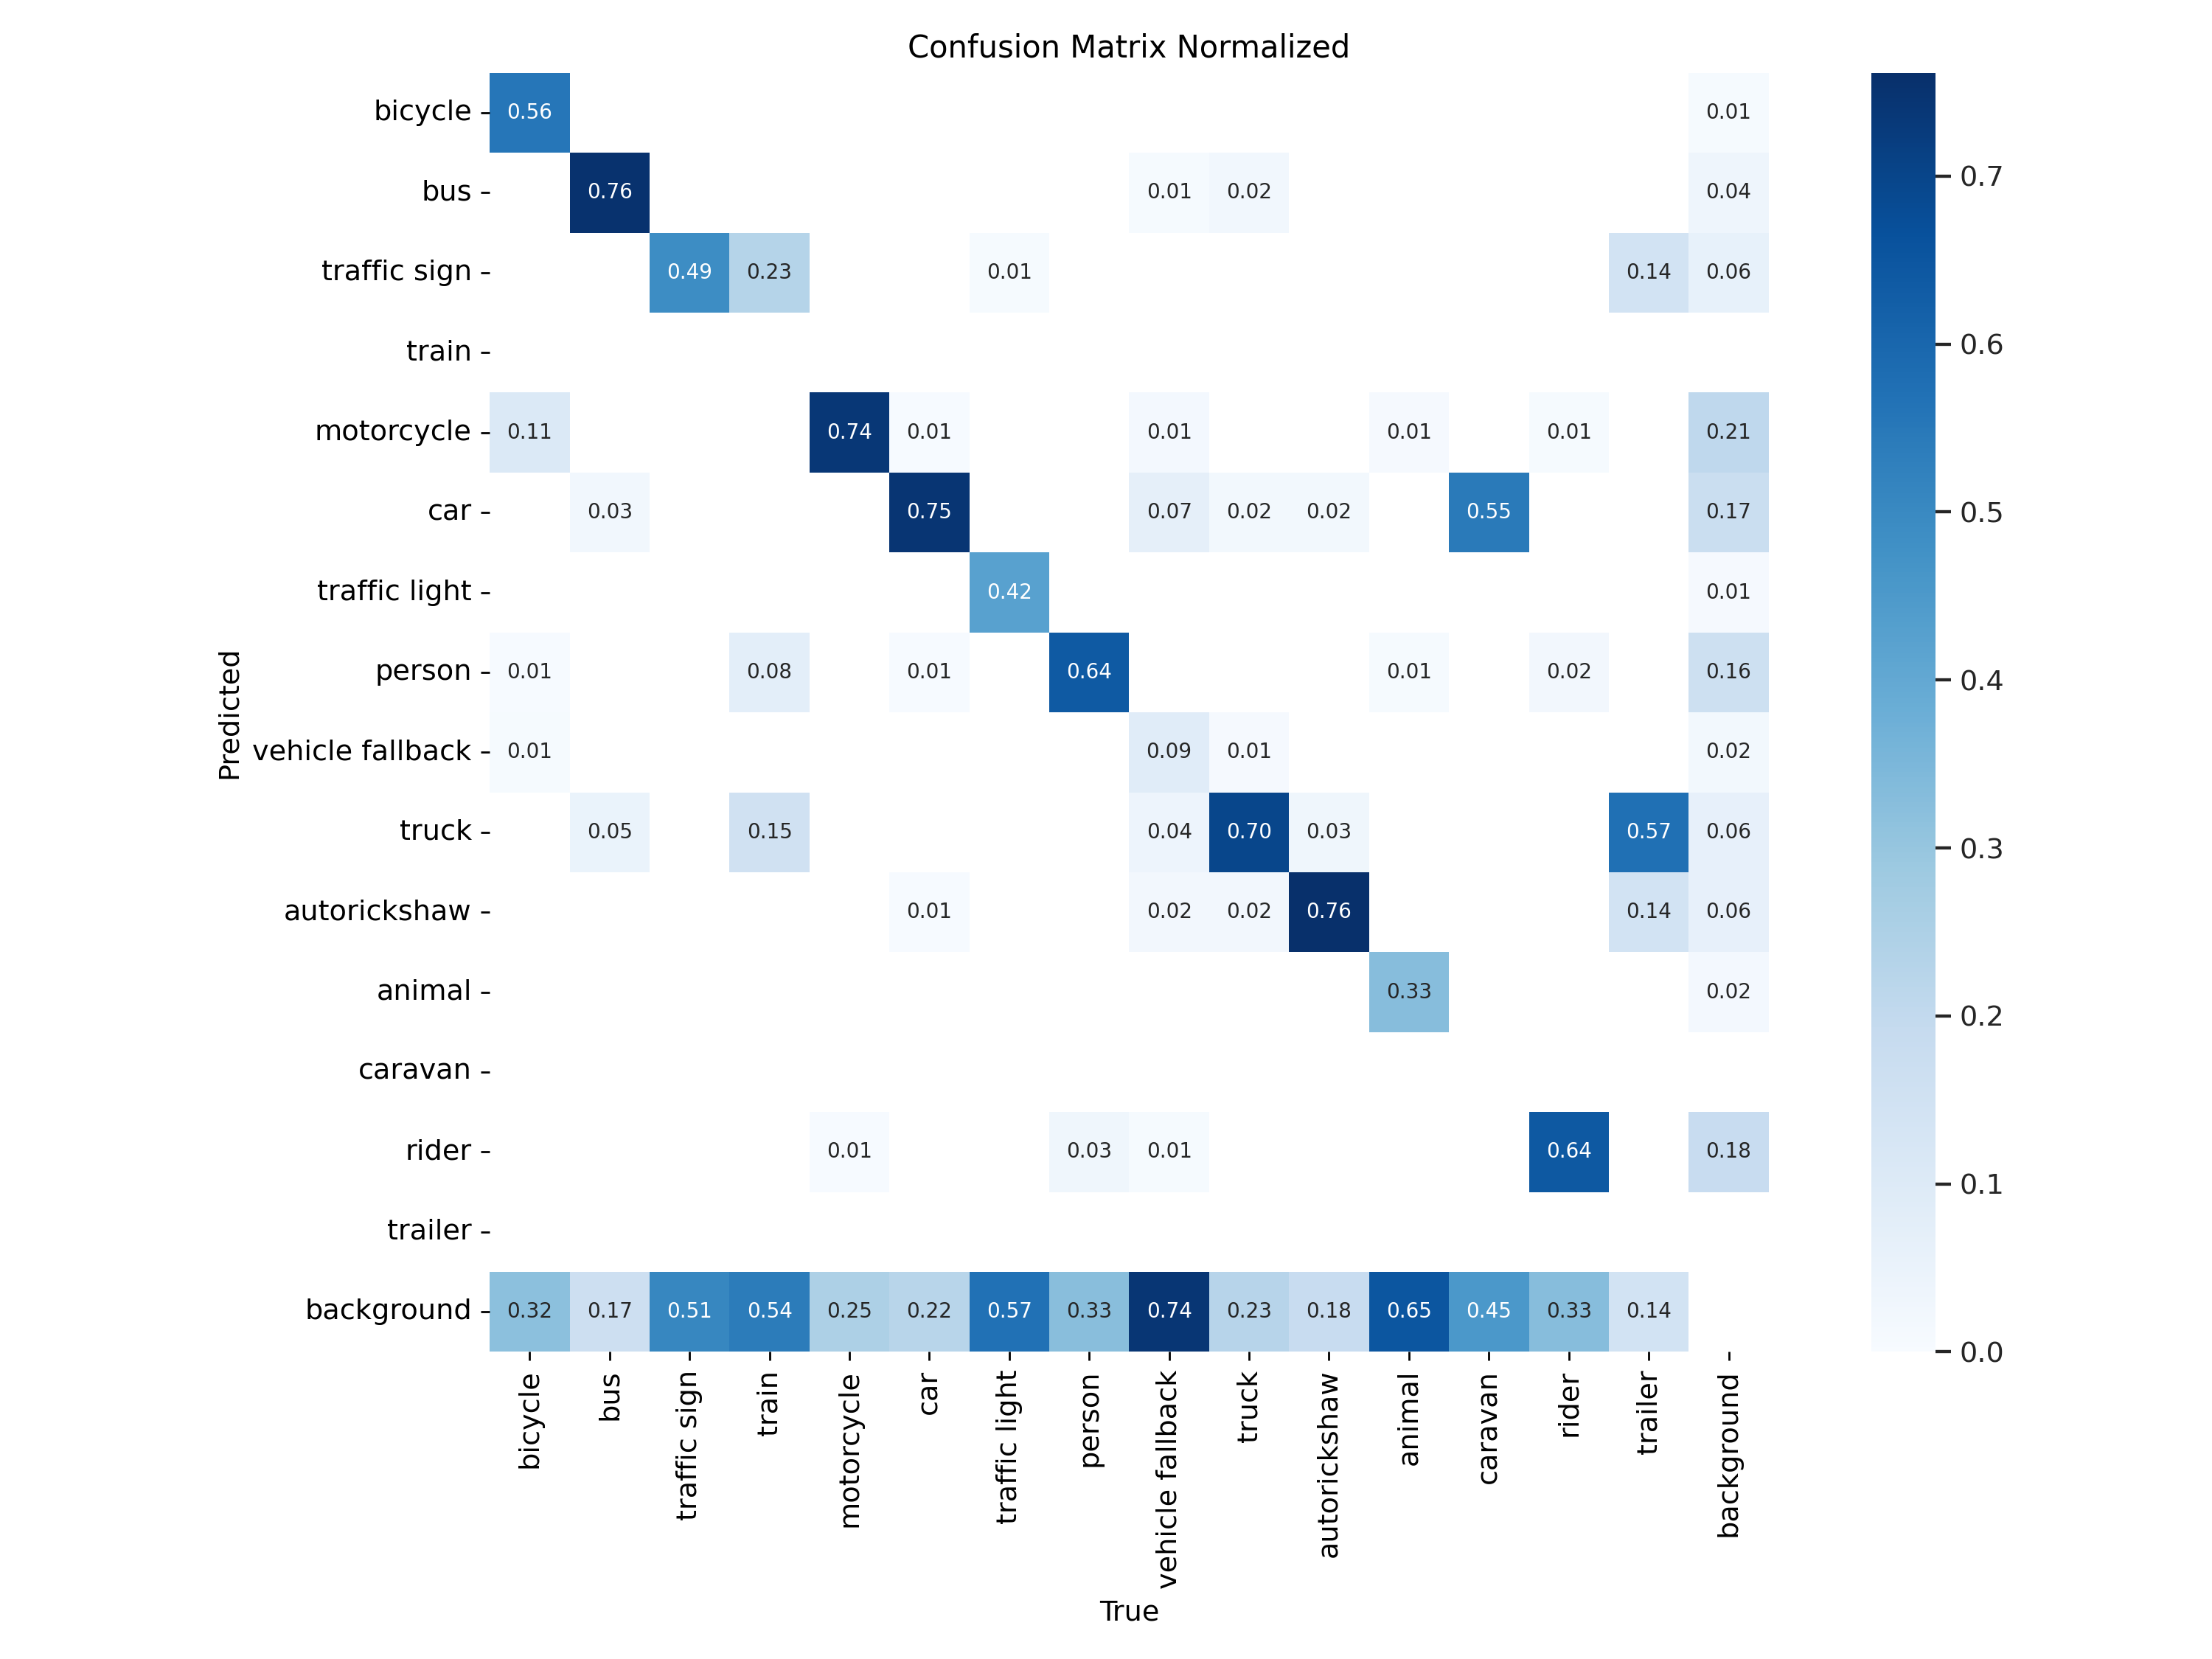 Confusion Matrix Normalized
bicycle 0.56 0.01
bus 0.76 0.01 0.02 0.04 0.7
traffic sign 0.49 0.23 0.01 0.14 0.06
0.6
train
motorcycle 0.11 0.74 0.01 0.01 0.01 0.01 0.21
car 0.03 0.75 0.07 0.02 0.02 0.55 0.17 0.5
traffic light 0.42 0.01
0.4
person 0.01 0.08 0.01 0.64 0.01 0.02 0.16
Predicted
vehicle fallback 0.01 0.09 0.01 0.02
truck 0.05 0.15 0.04 0.70 0.03 0.57 0.06 0.3
autorickshaw 0.01 0.02 0.02 0.76 0.14 0.06
animal 0.33 0.02 0.2
caravan
rider 0.01 0.03 0.01 0.64 0.18 0.1
trailer
background 0.32 0.17 0.51 0.54 0.25 0.22 0.57 0.33 0.74 0.23 0.18 0.65 0.45 0.33 0.14
0.0
bicycle bus traffic sign train motorcycle car traffic light person vehicle fallback truck autorickshaw animal caravan rider trailer background
True